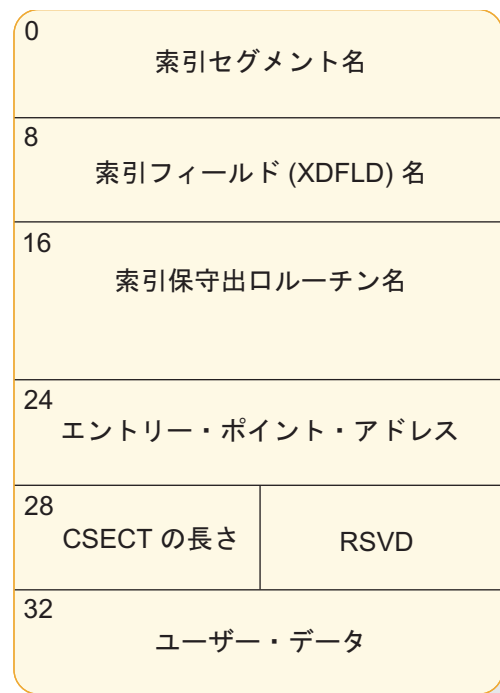 0
索引セグメント名
8
索引フィールド (XDFLD) 名
16
索引保守出口ルーチン名
24
エントリー・ポイント・アドレス
28
CSECT の長さ
RSVD
32
ユーザー・データ